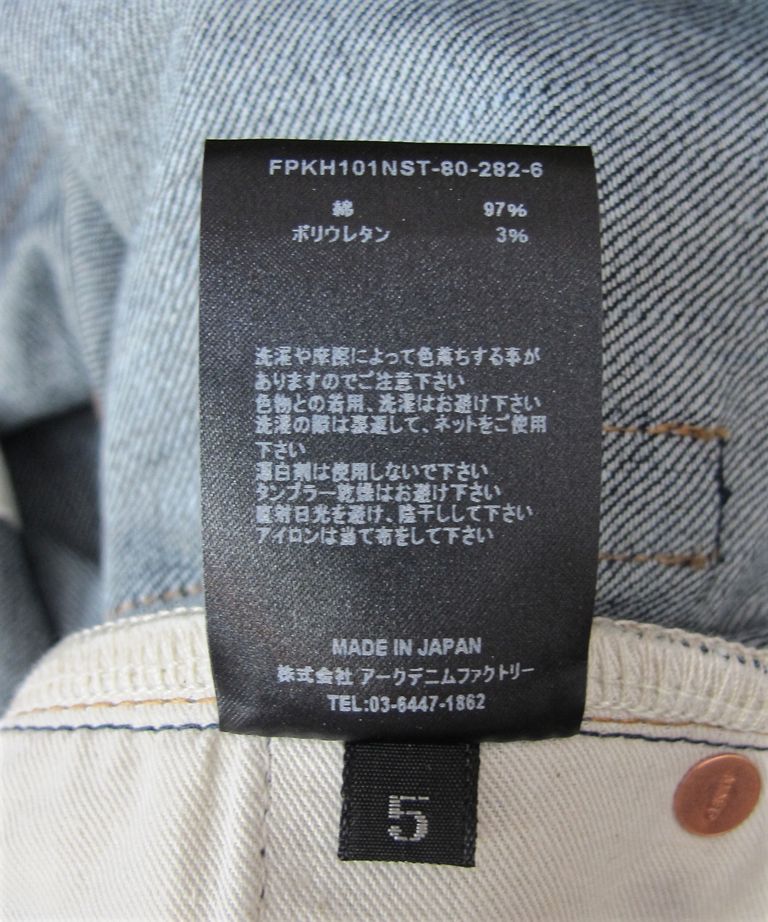 FPKH101NST-80-282-6
綿 97%
ポリウレタン 3%
洗濯や摩擦によって色落ちする事が
ありますのでご注意下さい
色物との着用、洗濯はお避け下さい
洗濯の際は裏返して、ネットをご使用
下さい
漂白剤は使用しないで下さい
タンブラー乾燥はお避け下さい
直射日光を避け、陰干しして下さい
アイロンは当て布をして下さい
MADE IN JAPAN
株式会社 アークデニムファクトリー
TEL:03-6447-1862
5